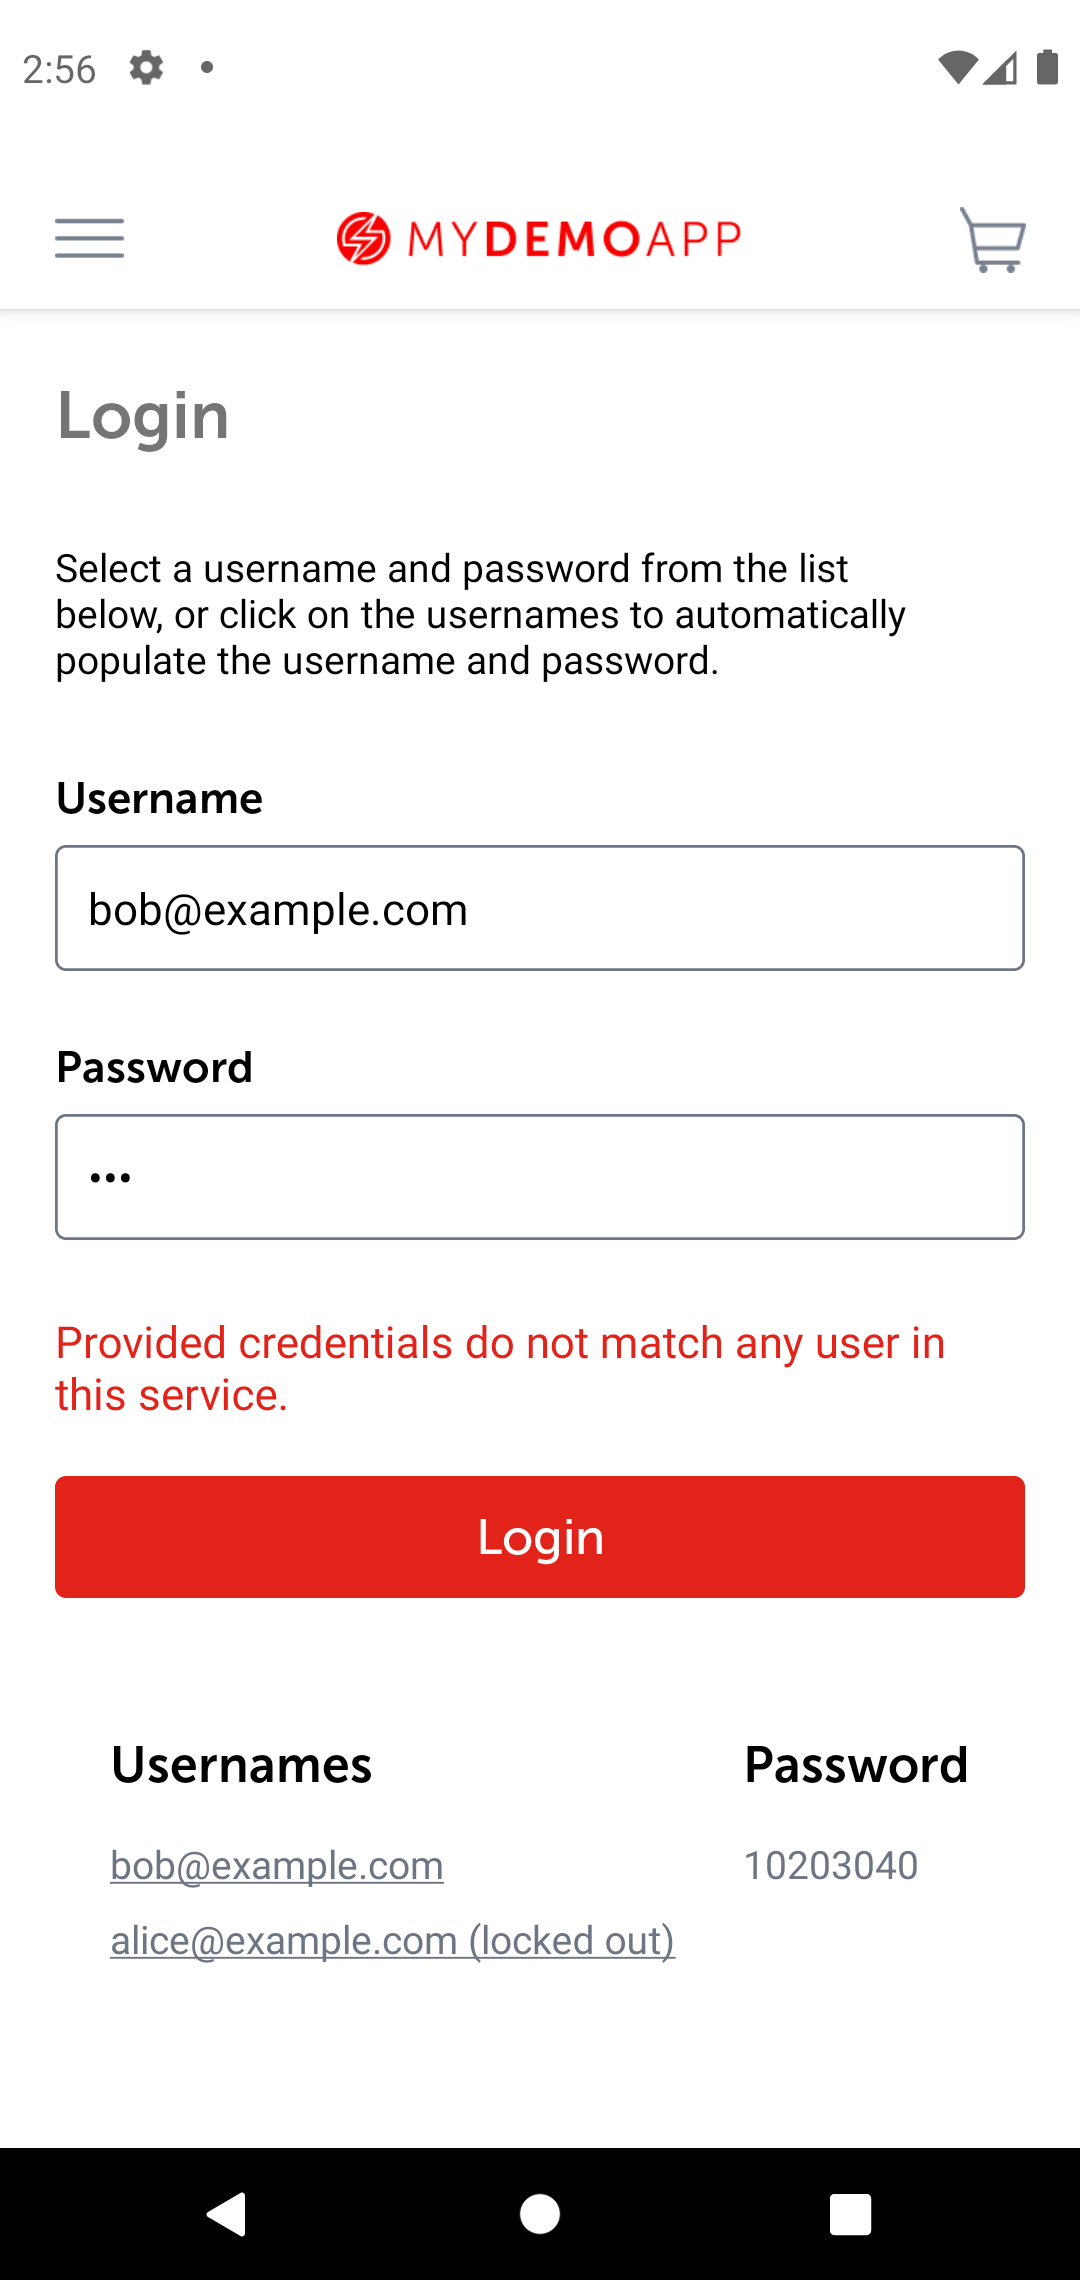 2:56
MYDEMOAPP
Login
Select a username and password from the list
below, or click on the usernames to automatically
populate the username and password.
Username
bob@example.com
Password
•••
Provided credentials do not match any user in
this service.
Login
Usernames Password
bob@example.com 10203040
alice@example.com (locked out)